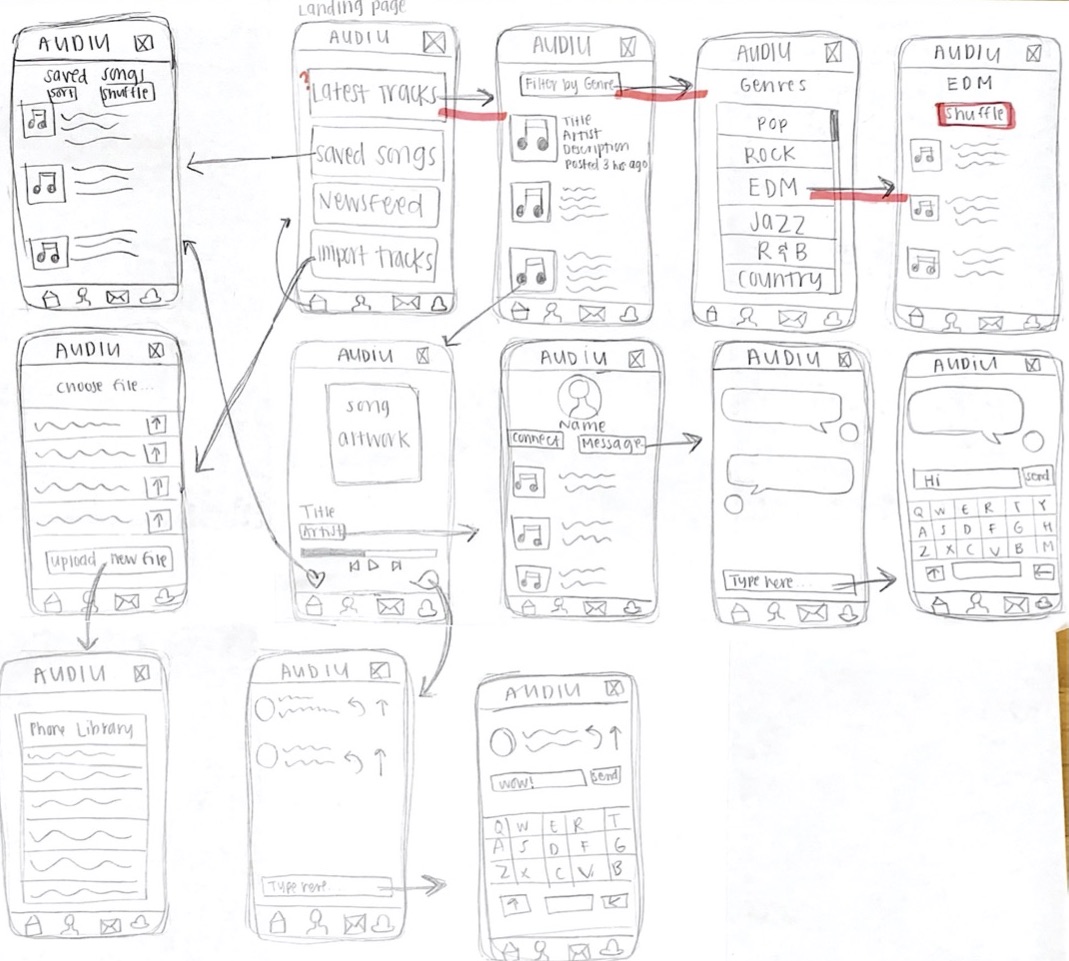 Landing page
AUDIU
saved songs
sort shuffle
AUDIU
?
Latest Tracks
saved songs
Newsfeed
import tracks
AUDIU
Filter by Genre
Title
Artist
Description
Posted 3 hr ago
AUDIU
Genres
POP
ROCK
EDM
JAZZ
R&B
COUNTRY
AUDIU
EDM
shuffle
AUDIU
choose file...
upload new file
AUDIU
song
artwork
Title
Artist
AUDIU
Name
connect Message
AUDIU
Type here...
AUDIU
Hi send
Q W E R T Y
A S D F G H
Z X C V B M
AUDIU
Phone Library
AUDIU
Type here...
AUDIU
wow! send
Q W E R T
A S D F G
Z X C V B